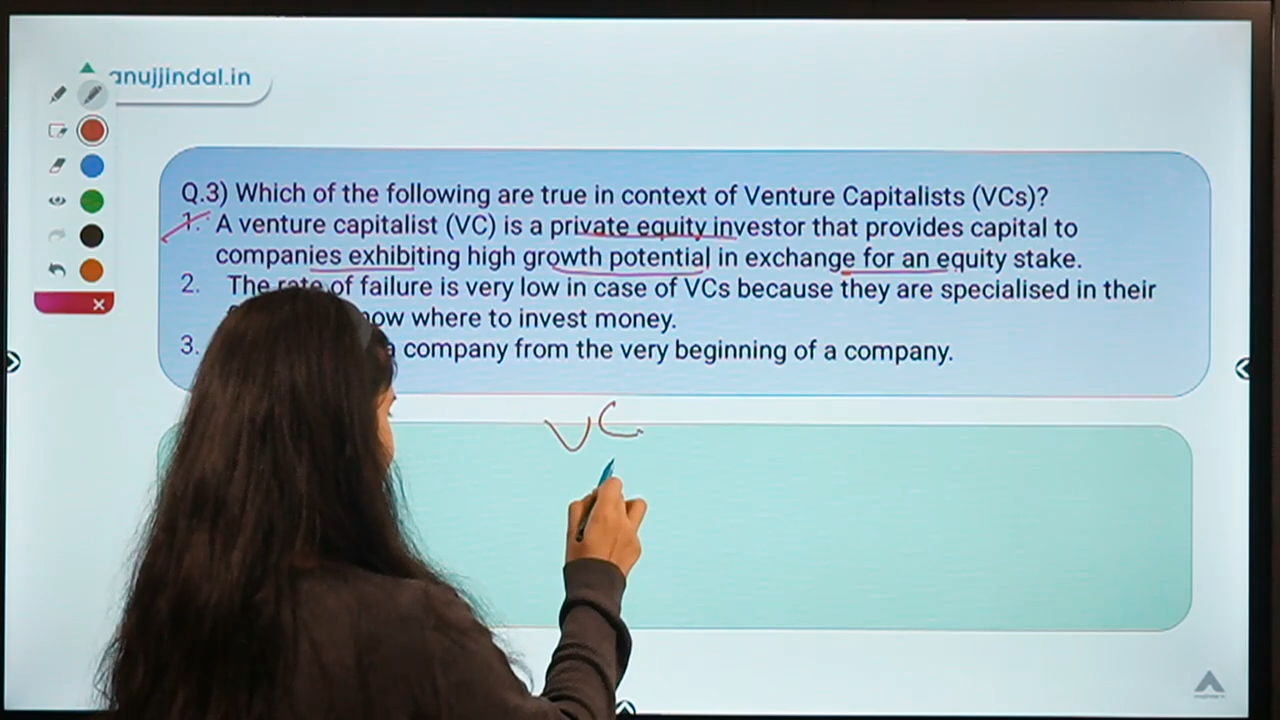 anujjindal.in
Q.3) Which of the following are true in context of Venture Capitalists (VCs)?
1. A venture capitalist (VC) is a private equity investor that provides capital to
companies exhibiting high growth potential in exchange for an equity stake.
2. The rate of failure is very low in case of VCs because they are specialised in their
now where to invest money.
3. company from the very beginning of a company.
VC